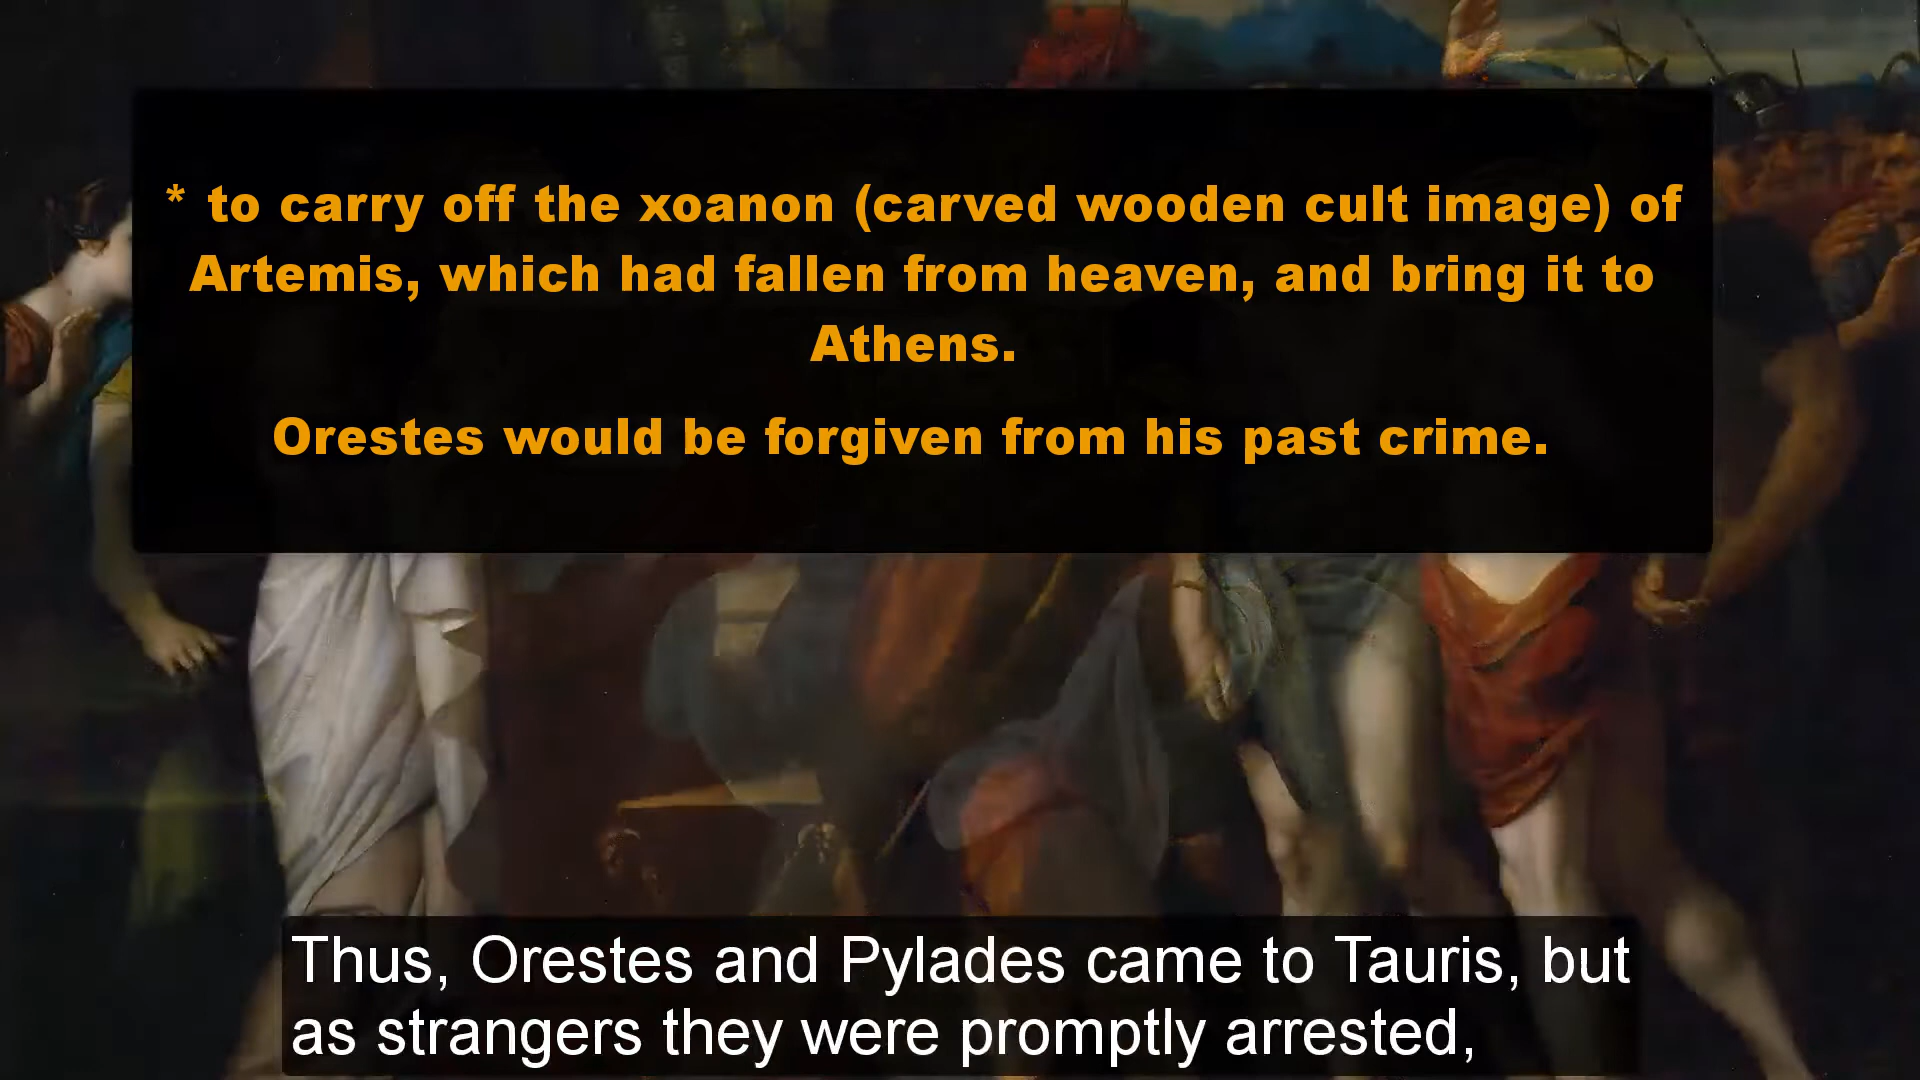 * to carry off the xoanon (carved wooden cult image) of
Artemis, which had fallen from heaven, and bring it to
Athens.
Orestes would be forgiven from his past crime.
Thus, Orestes and Pylades came to Tauris, but
as strangers they were promptly arrested,